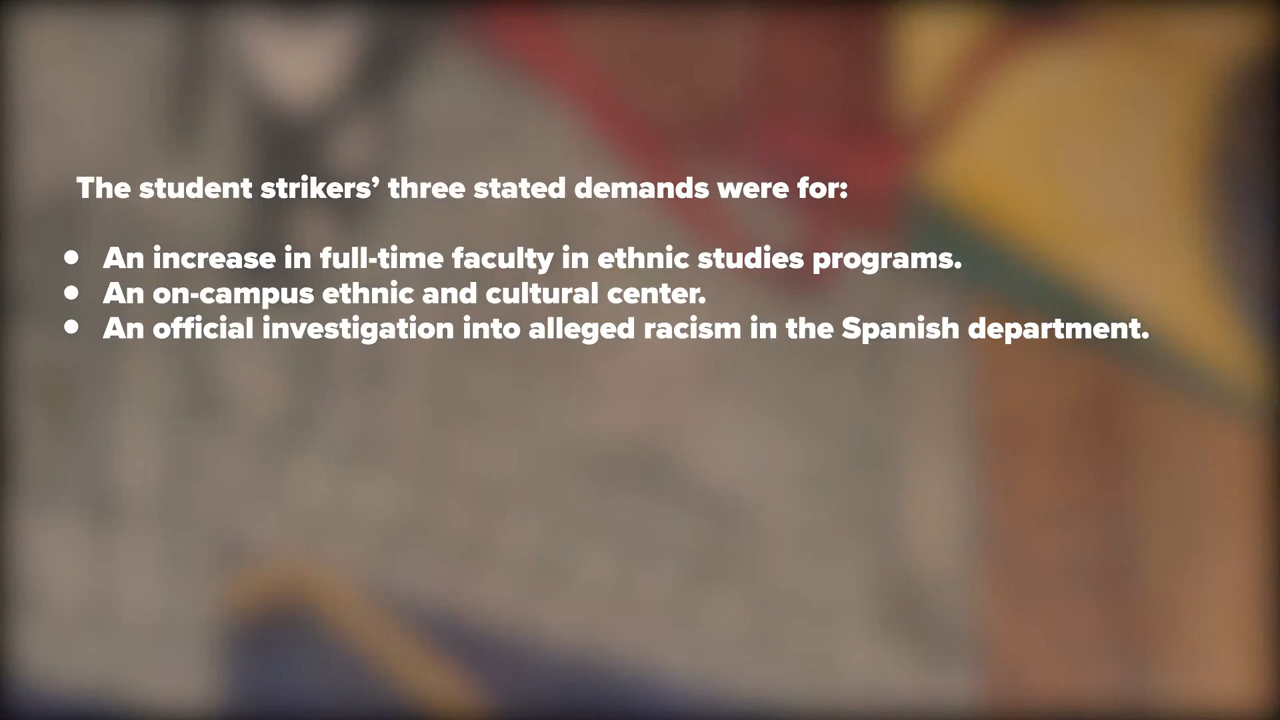 The student strikers’ three stated demands were for:
• An increase in full-time faculty in ethnic studies programs.
• An on-campus ethnic and cultural center.
• An official investigation into alleged racism in the Spanish department.